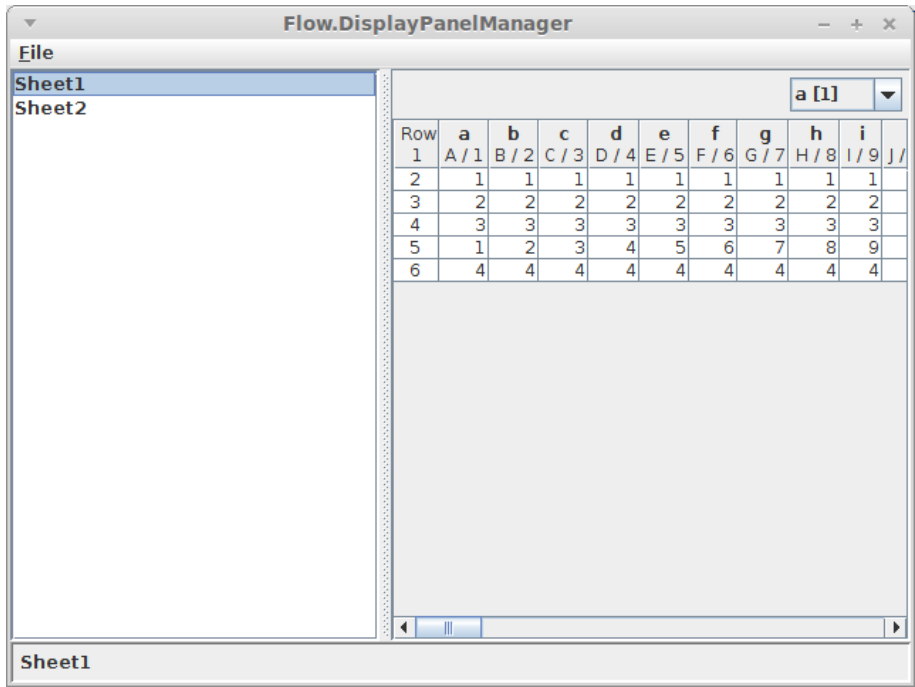 Flow.DisplayPanelManager
File
Sheet1
Sheet2
a [1]
Row a b c d e f g h i
1 A / 1 B / 2 C / 3 D / 4 E / 5 F / 6 G / 7 H / 8 I / 9 J /
2 1 1 1 1 1 1 1 1 1
3 2 2 2 2 2 2 2 2 2
4 3 3 3 3 3 3 3 3 3
5 1 2 3 4 5 6 7 8 9
6 4 4 4 4 4 4 4 4 4
Sheet1